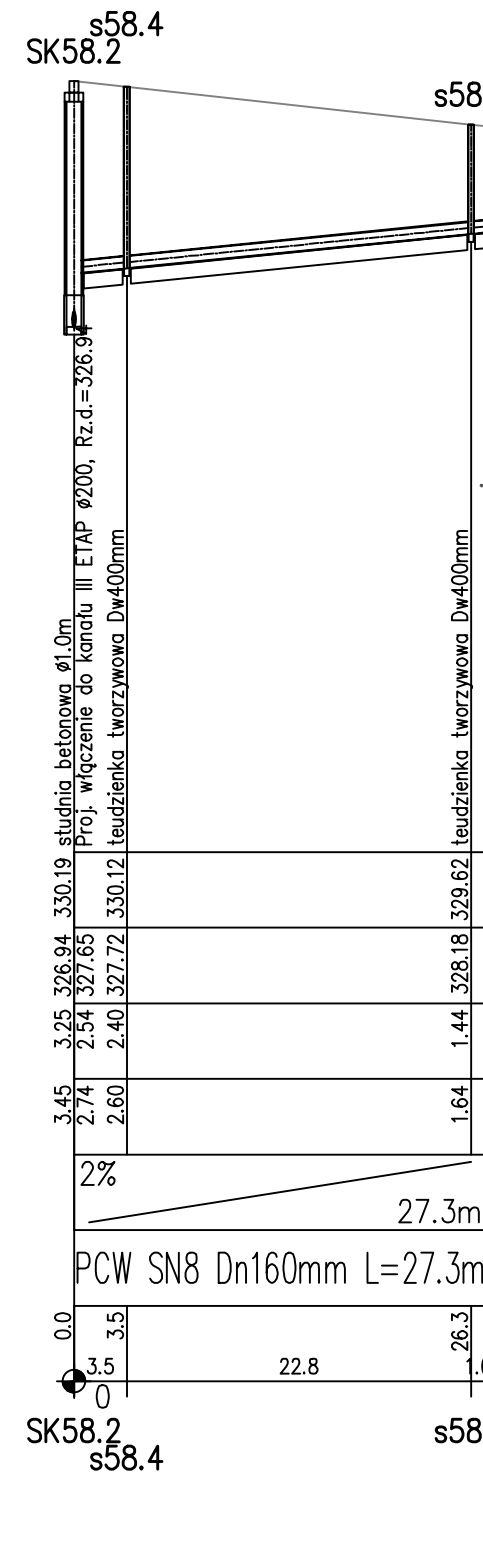 s58.4
SK58.2
s58
studnia betonowa ø1.0m
Proj. włączenie do kanału III ETAP ø200, Rz.d.=326.94
teudzienka tworzywowa Dw400mm
teudzienka tworzywowa Dw400mm
330.19
330.12
329.62
326.94
327.65
327.72
328.18
3.25
2.54
2.40
1.44
3.45
2.74
2.60
1.64
2%
27.3m
PCW SN8 Dn160mm L=27.3m
0.0
3.5
26.3
3.5
22.8
0
SK58.2
s58.4
s58